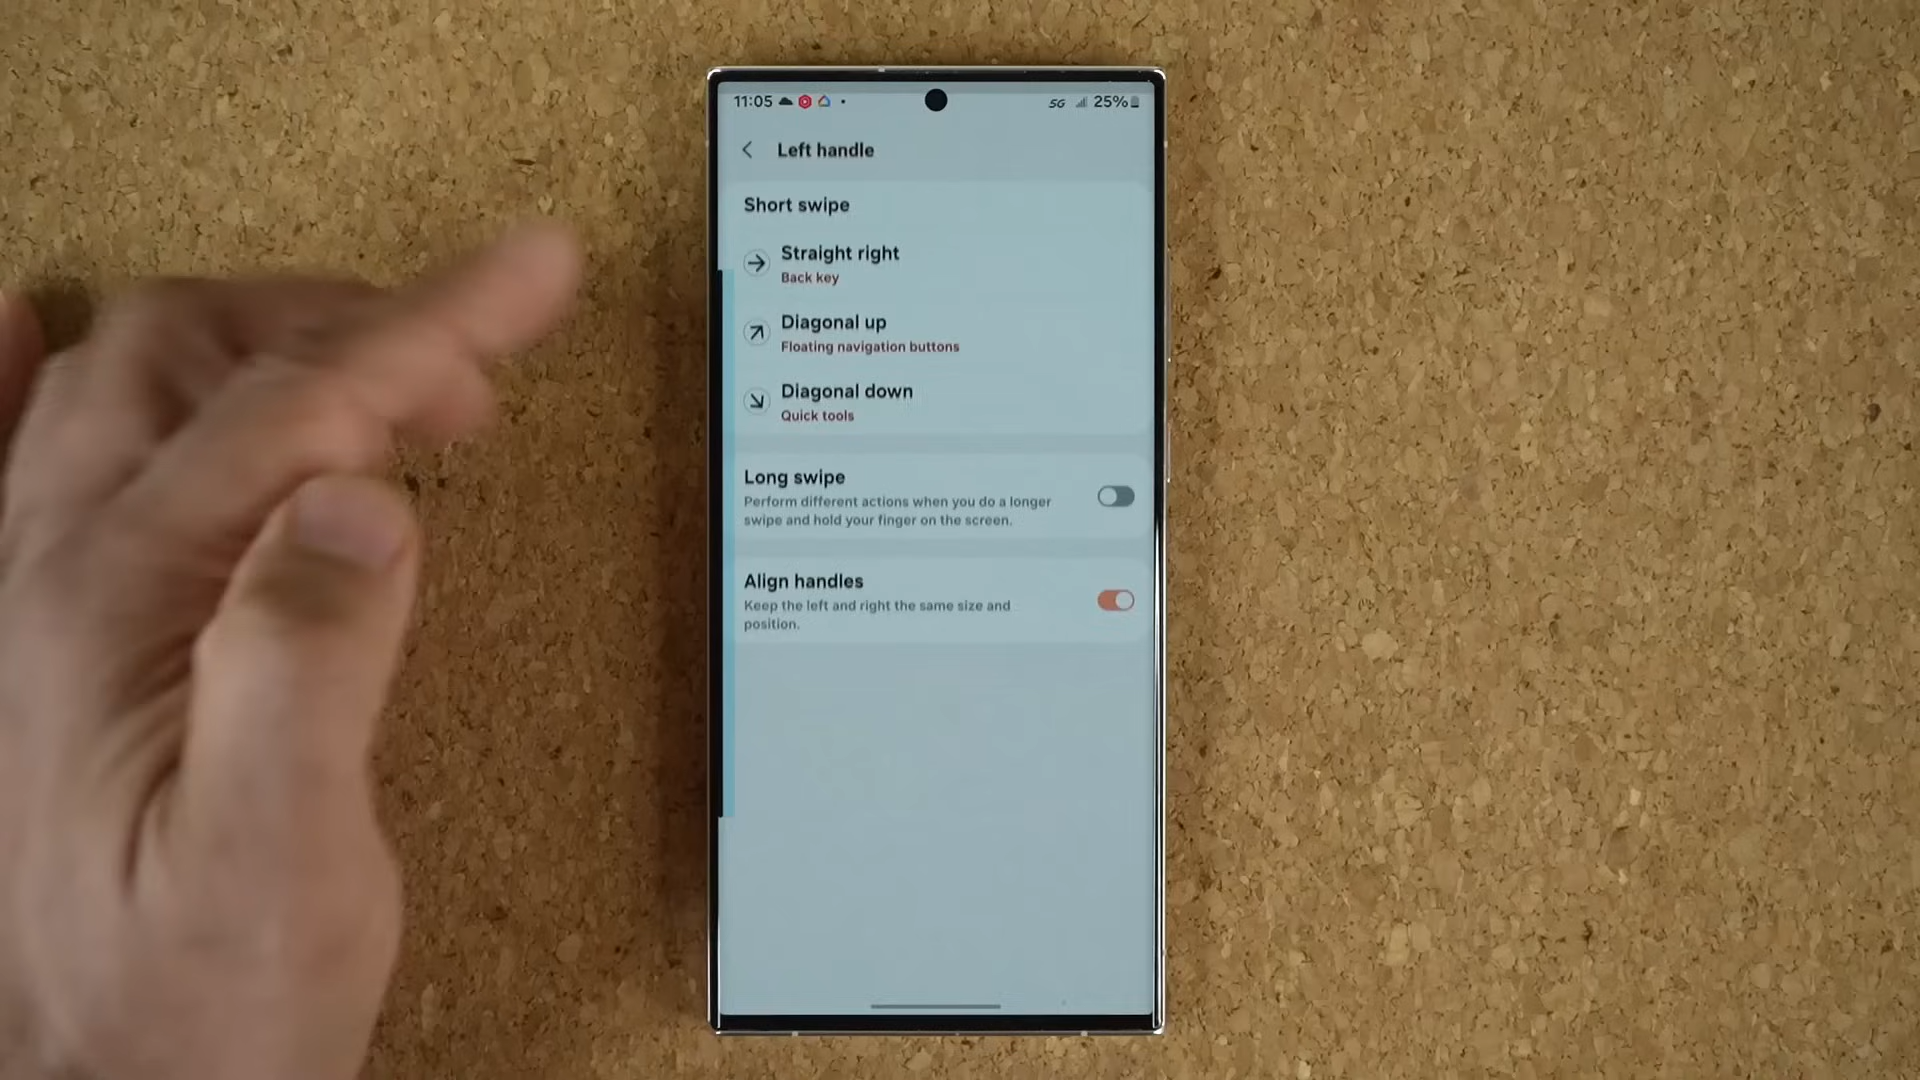 11:05
5G 25%
Left handle
Short swipe
Straight right
Back key
Diagonal up
Floating navigation buttons
Diagonal down
Quick tools
Long swipe
Perform different actions when you do a longer
swipe and hold your finger on the screen.
Align handles
Keep the left and right the same size and
position.